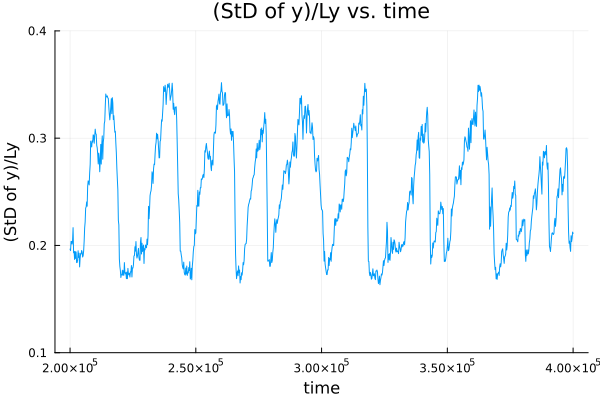 (StD of y)/Ly vs. time
(StD of y)/Ly
0.4
0.3
0.2
0.1
2.00×10⁵ 2.50×10⁵ 3.00×10⁵ 3.50×10⁵ 4.00×10⁵
time